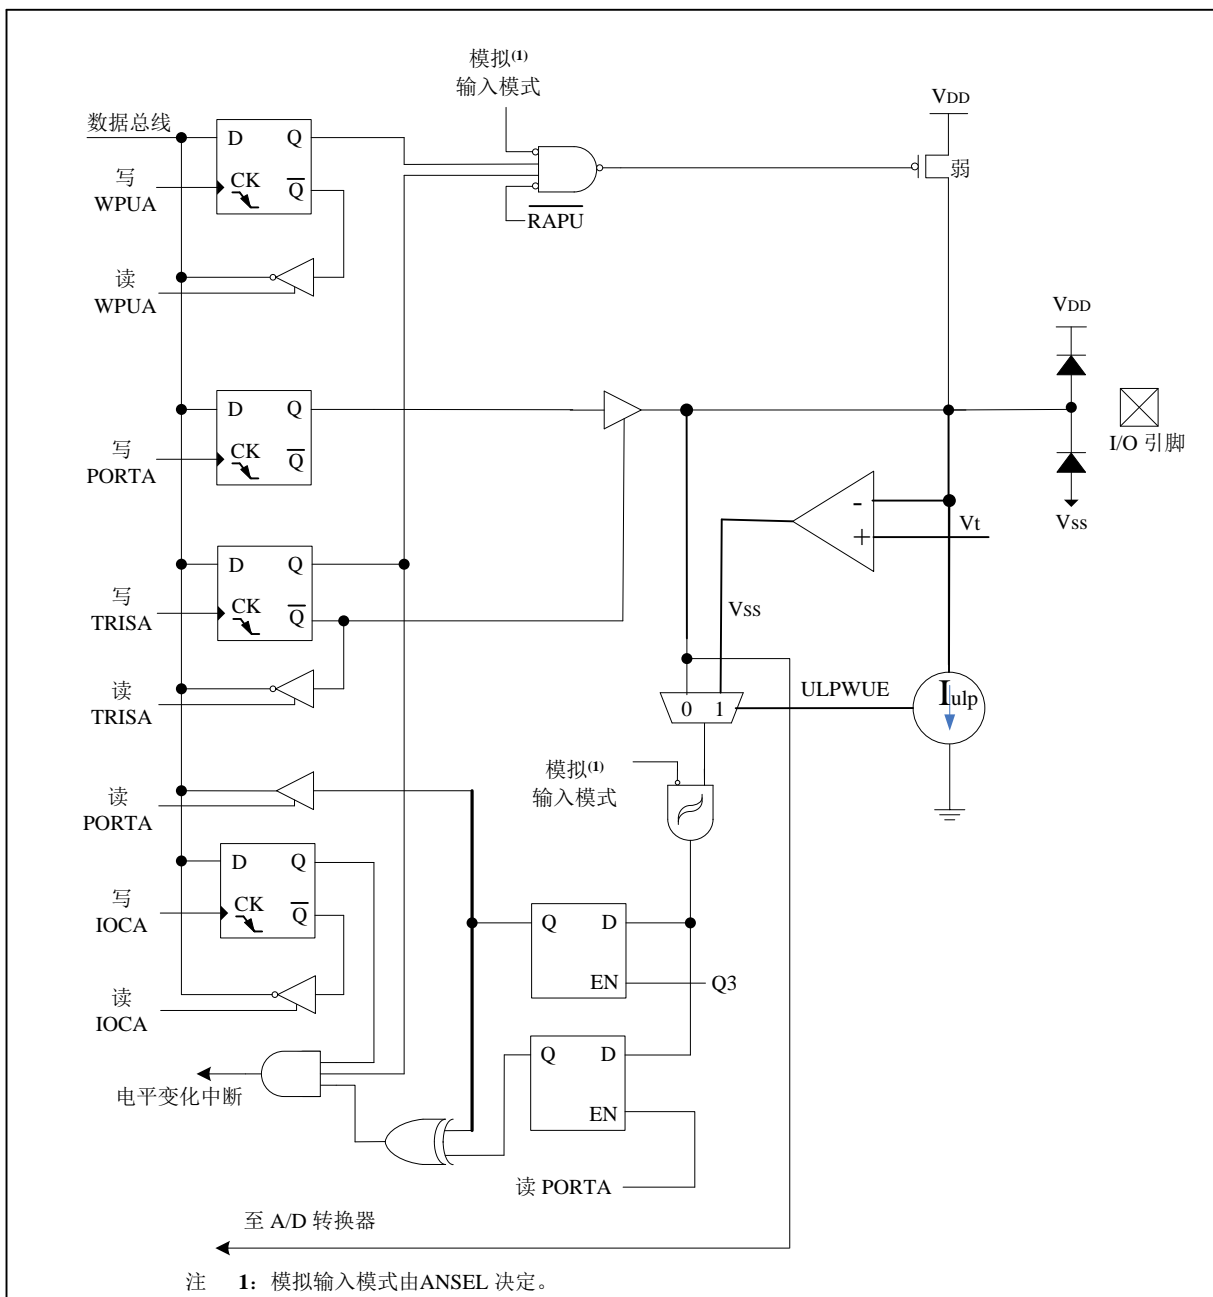 模拟(1)
输入模式
VDD
数据总线
D Q
弱
写
WPUA
CK Q
RAPU
读
WPUA
VDD
D Q
写
PORTA
CK Q
I/O 引脚
-
Vt
+
Vss
D Q
写
TRISA
CK Q
VSS
读
TRISA
ULPWUE
Iulp
0 1
模拟(1)
输入模式
读
PORTA
D Q
写
IOCA
CK Q
Q D
EN
Q3
读
IOCA
Q D
EN
电平变化中断
读 PORTA
至 A/D 转换器
注 1：模拟输入模式由ANSEL 决定。